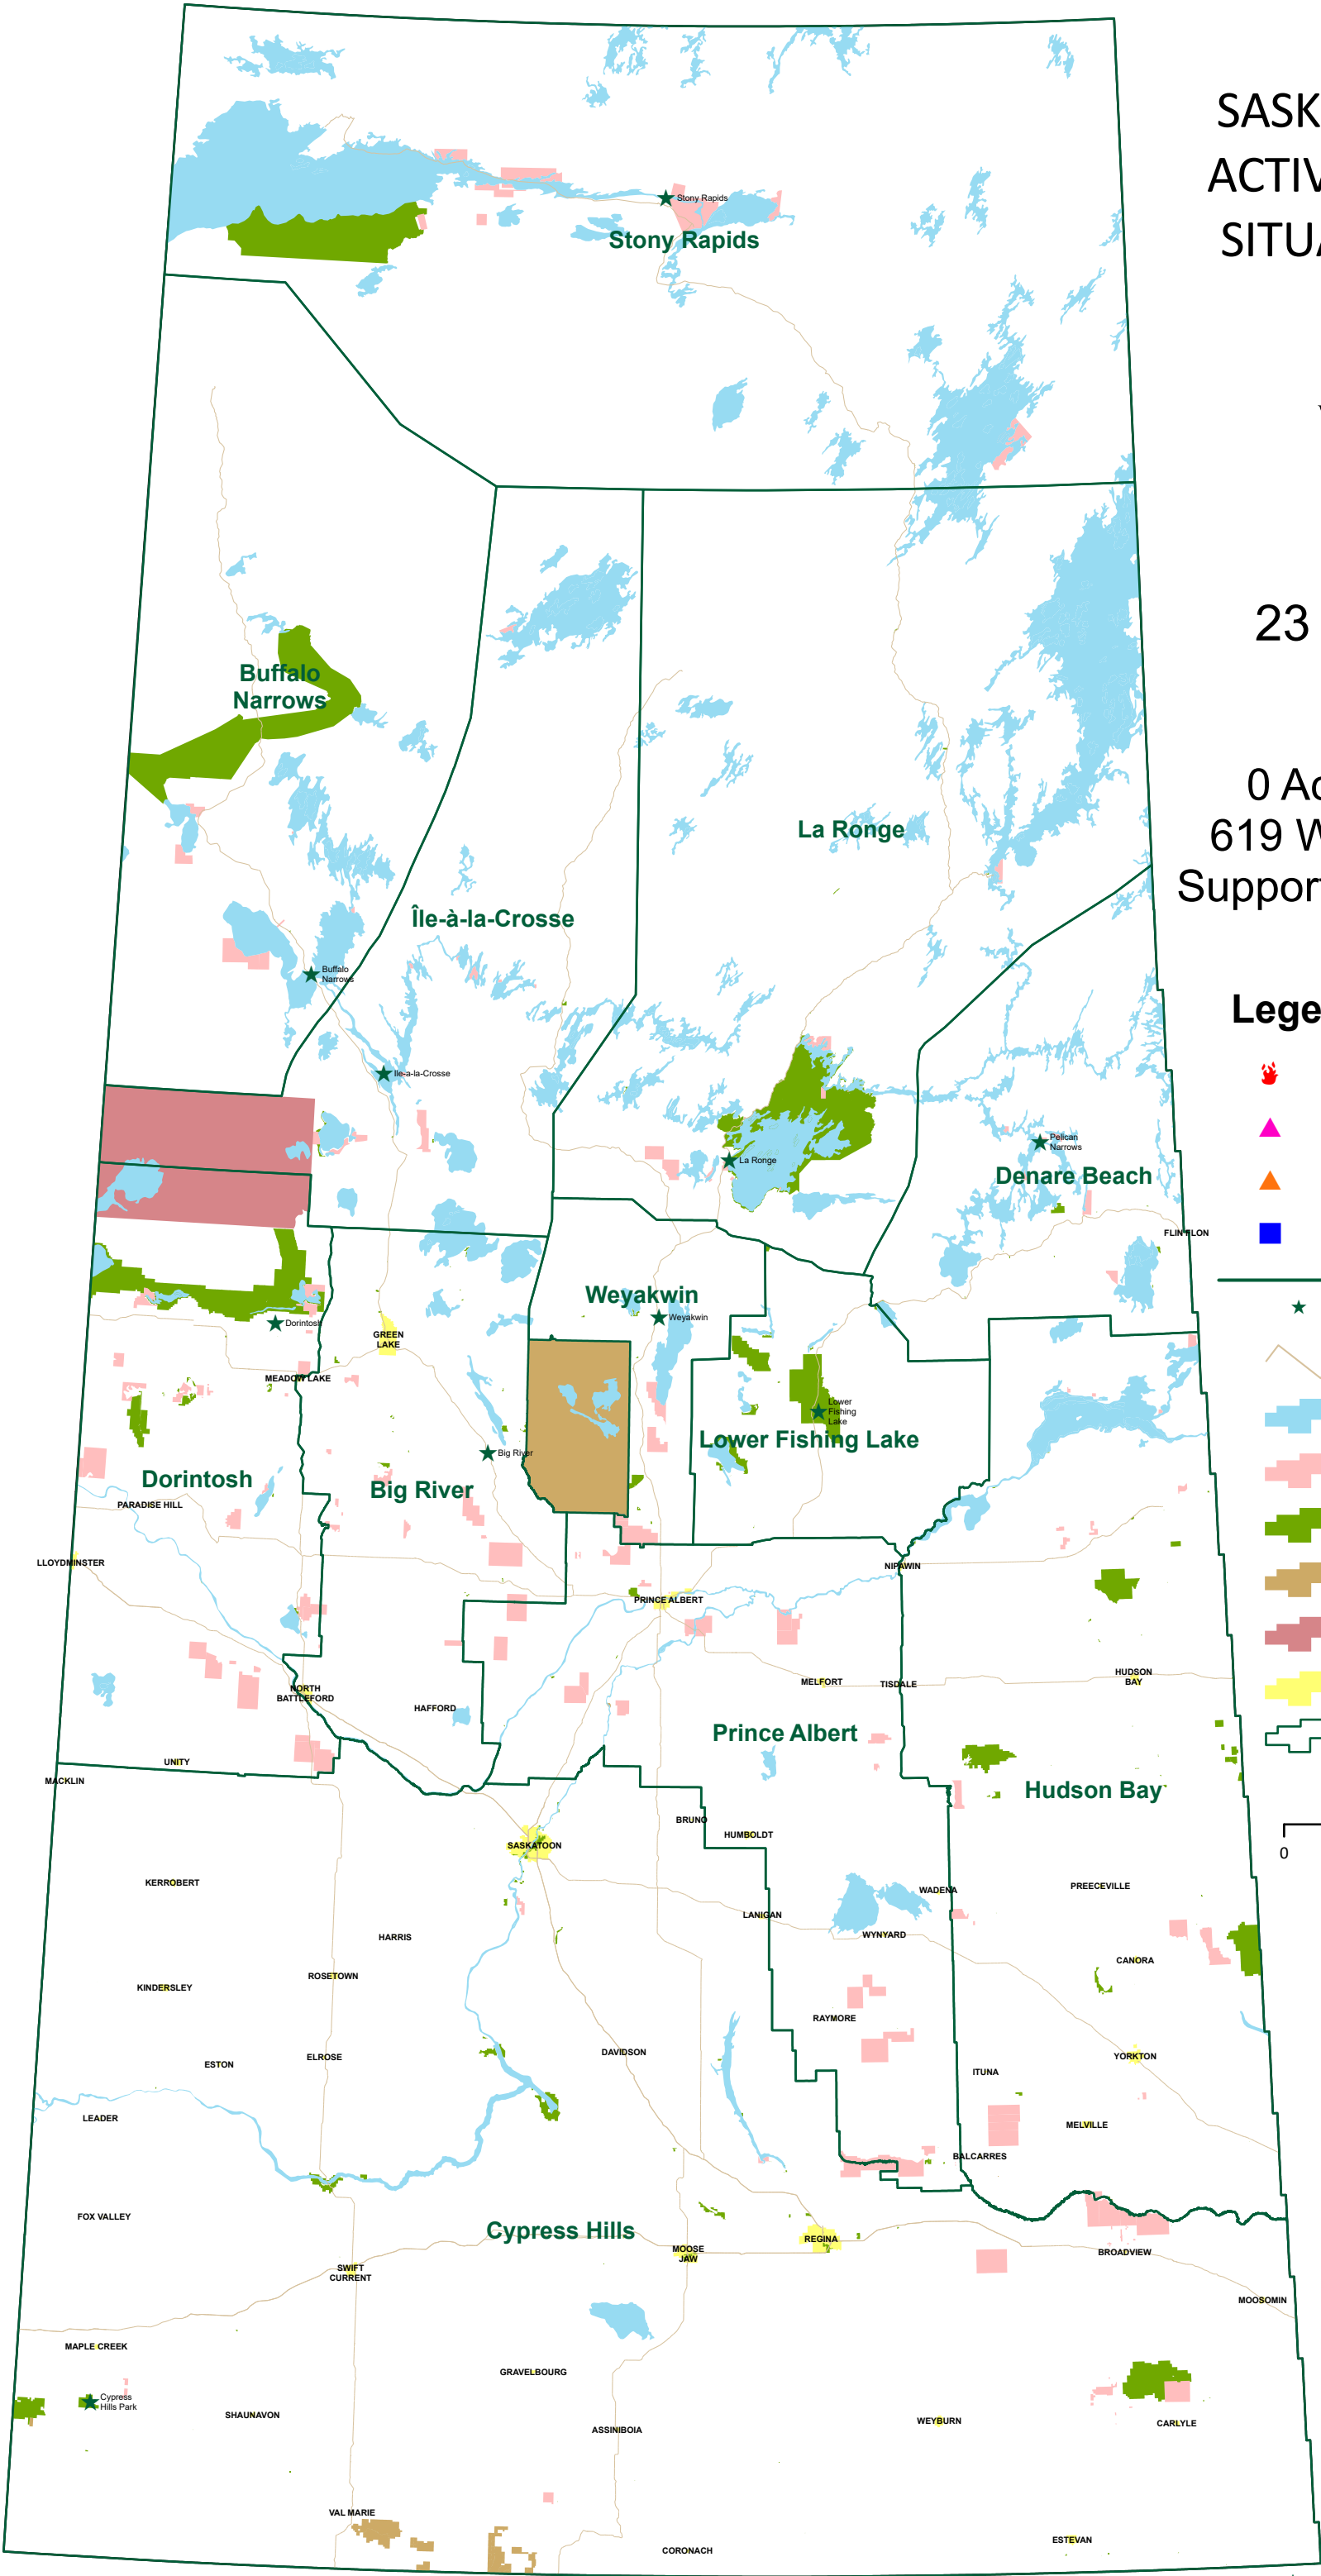 SASK
ACTIV
SITUA
23
0 Ac
619 W
Support
Lege
0
Stony Rapids
Stony Rapids
Buffalo
Narrows
La Ronge
Île-à-la-Crosse
Buffalo
Narrows
Ile-a-la-Crosse
Pelican
Narrows
La Ronge
Denare Beach
FLIN FLON
Weyakwin
Weyakwin
Dorintosh
GREEN
LAKE
MEADOW LAKE
Lower
Fishing
Lake
Lower Fishing Lake
Big River
Dorintosh
Big River
PARADISE HILL
LLOYDMINSTER
NIPAWIN
PRINCE ALBERT
HUDSON
BAY
MELFORT
TISDALE
NORTH
BATTLEFORD
HAFFORD
Prince Albert
UNITY
MACKLIN
Hudson Bay
BRUNO
HUMBOLDT
SASKATOON
KERROBERT
PREECEVILLE
WADENA
LANIGAN
WYNYARD
HARRIS
CANORA
ROSETOWN
KINDERSLEY
RAYMORE
DAVIDSON
YORKTON
ELROSE
ESTON
ITUNA
LEADER
MELVILLE
BALCARRES
FOX VALLEY
Cypress Hills
REGINA
MOOSE
JAW
BROADVIEW
SWIFT
CURRENT
MOOSOMIN
MAPLE CREEK
GRAVELBOURG
Cypress
Hills Park
SHAUNAVON
WEYBURN
CARLYLE
ASSINIBOIA
VAL MARIE
ESTEVAN
CORONACH